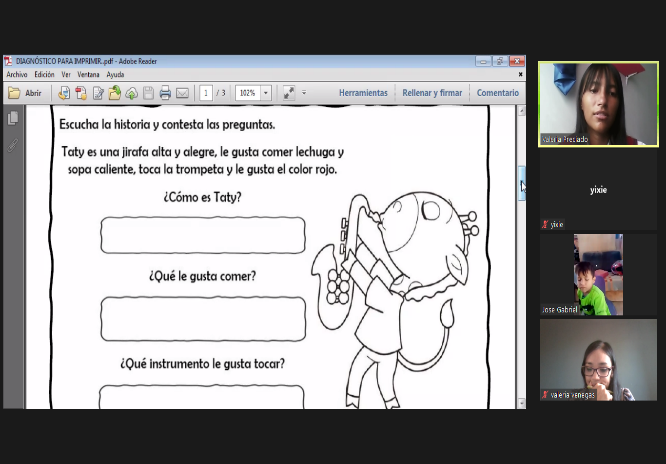 DIAGNÓSTICO PARA IMPRIMIR..pdf - Adobe Reader
Archivo Edición Ver Ventana Ayuda
Abrir 1 / 3 102% Herramientas Rellenar y firmar Comentario
Escucha la historia y contesta las preguntas.
Taty es una jirafa alta y alegre, le gusta comer lechuga y
sopa caliente, toca la trompeta y le gusta el color rojo.
¿Cómo es Taty?
¿Qué le gusta comer?
¿Qué instrumento le gusta tocar?
valeria Preciado
yixie
yixie
Jose Gabriel
valeria venegas